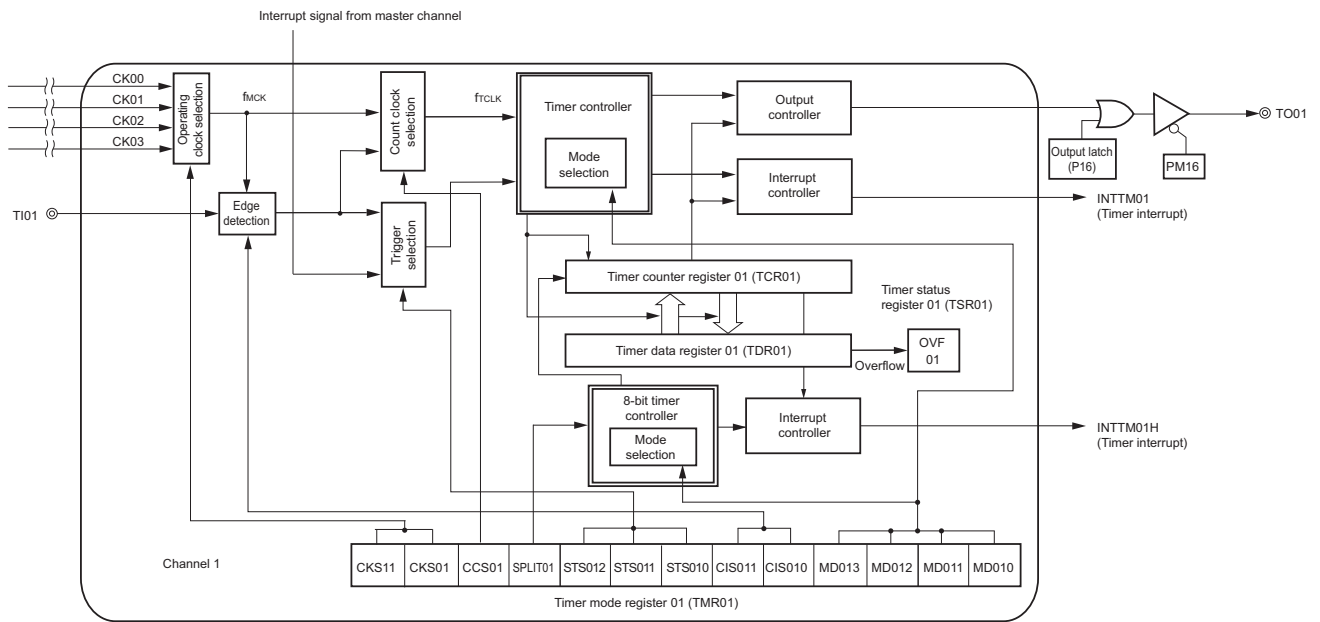 Interrupt signal from master channel
CK00
CK01
CK02
CK03
Operating
clock selection
fMCK
Count clock
selection
fTCLK
Timer controller
Mode
selection
Output
controller
Interrupt
controller
Output latch
(P16)
PM16
TO01
INTTM01
(Timer interrupt)
TI01
Edge
detection
Trigger
selection
Timer counter register 01 (TCR01)
Timer status
register 01 (TSR01)
Timer data register 01 (TDR01)
Overflow
OVF
01
8-bit timer
controller
Mode
selection
Interrupt
controller
INTTM01H
(Timer interrupt)
Channel 1
CKS11 CKS01 CCS01 SPLIT01 STS012 STS011 STS010 CIS011 CIS010 MD013 MD012 MD011 MD010
Timer mode register 01 (TMR01)